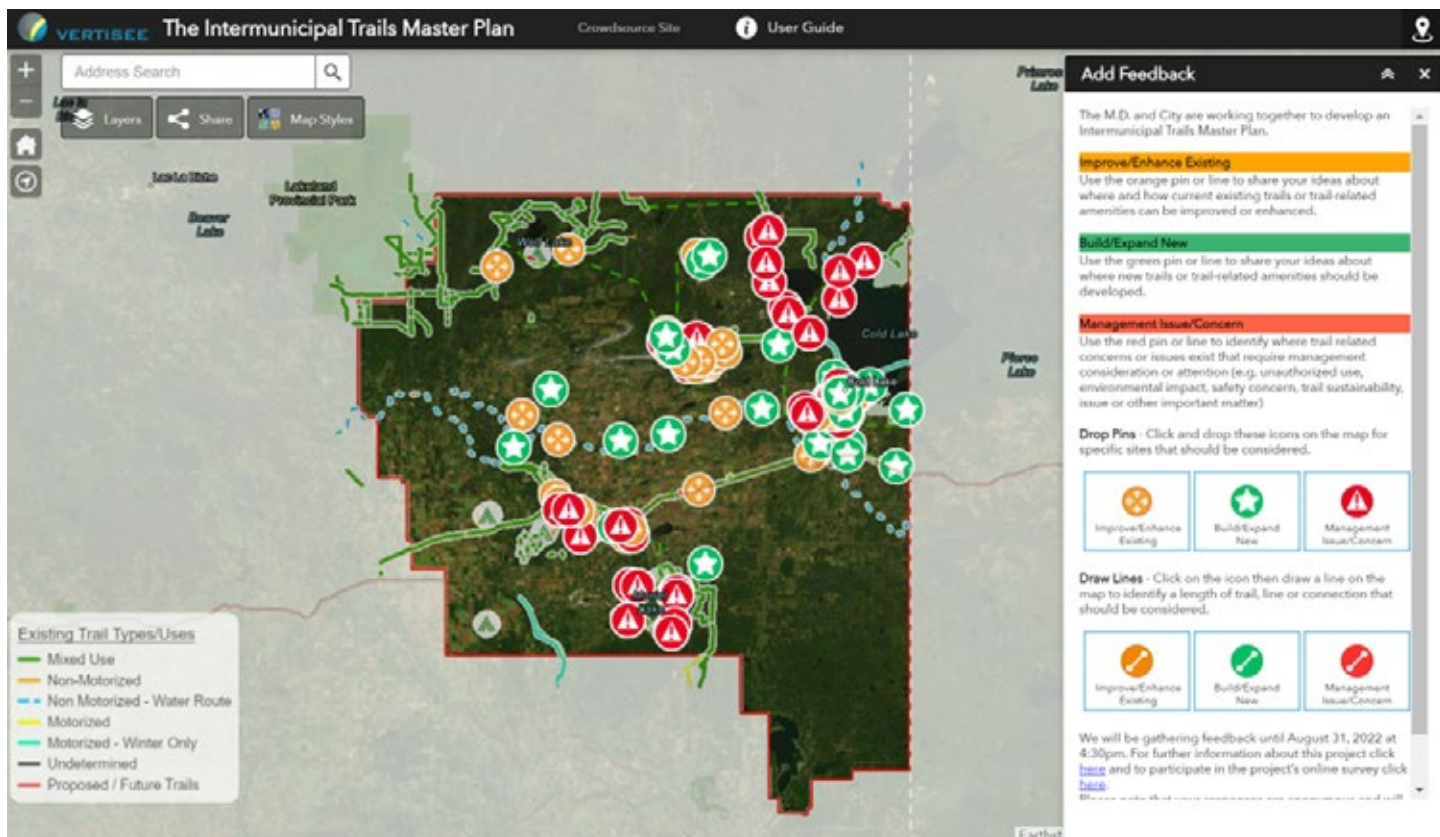 VERTISEE The Intermunicipal Trails Master Plan Crowdsource Site User Guide
Address Search
Layers Share Map Styles
Lac La Biche
Lakeland
Provincial Park
Beaver
Lake
Primrose
Lake
Cold Lake
Pierce
Lake
Existing Trail Types/Uses
Mixed Use
Non-Motorized
Non Motorized - Water Route
Motorized
Motorized - Winter Only
Undetermined
Proposed / Future Trails
Add Feedback
The M.D. and City are working together to develop an
Intermunicipal Trails Master Plan.
Improve/Enhance Existing
Use the orange pin or line to share your ideas about
where and how current existing trails or trail-related
amenities can be improved or enhanced.
Build/Expand New
Use the green pin or line to share your ideas about
where new trails or trail-related amenities should be
developed.
Management Issue/Concern
Use the red pin or line to identify where trail related
concerns or issues exist that require management
consideration or attention (e.g. unauthorized use,
environmental impact, safety concern, trail sustainability,
issue or other important matter)
Drop Pins - Click and drop these icons on the map for
specific sites that should be considered.
Improve/Enhance
Existing
Build/Expand
New
Management
Issue/Concern
Draw Lines - Click on the icon then draw a line on the
map to identify a length of trail, line or connection that
should be considered.
Improve/Enhance
Existing
Build/Expand
New
Management
Issue/Concern
We will be gathering feedback until August 31, 2022 at
4:30pm. For further information about this project click
here and to participate in the project's online survey click
here.